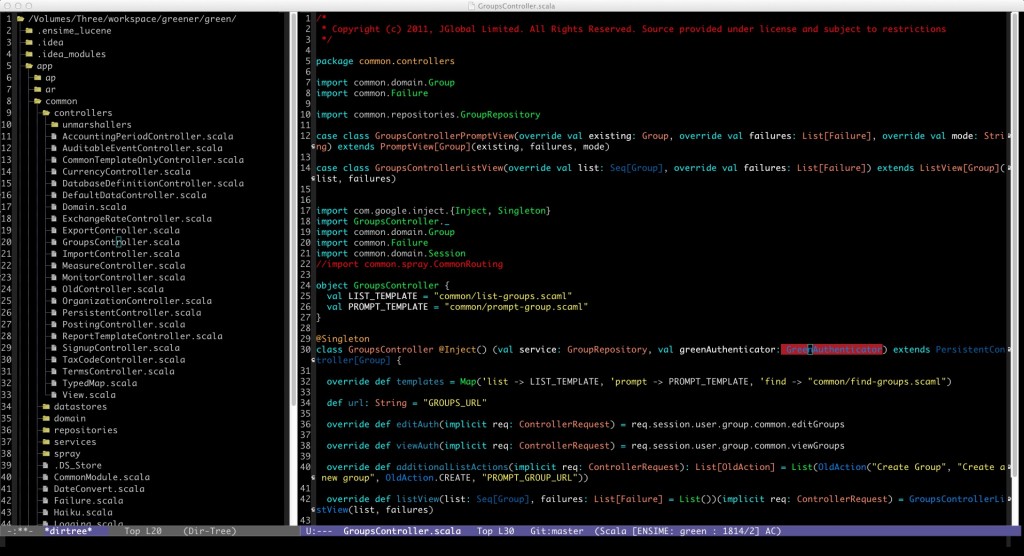 GroupsController.scala
1 /Volumes/Three/workspace/greener/green/
2 .ensime_lucene
3 .idea
4 .idea_modules
5 app
6 ap
7 ar
8 common
9 controllers
10 unmarshallers
11 AccountingPeriodController.scala
12 AuditableEventController.scala
13 CommonTemplateOnlyController.scala
14 CurrencyController.scala
15 DatabaseDefinitionController.scala
16 DefaultDataController.scala
17 Domain.scala
18 ExchangeRateController.scala
19 ExportController.scala
20 GroupsController.scala
21 ImportController.scala
22 MeasureController.scala
23 MonitorController.scala
24 OldController.scala
25 OrganizationController.scala
26 PersistentController.scala
27 PostingController.scala
28 ReportTemplateController.scala
29 SignupController.scala
30 TaxCodeController.scala
31 TermsController.scala
32 TypedMap.scala
33 View.scala
34 datastores
35 domain
36 repositories
37 services
38 spray
39 .DS_Store
40 CommonModule.scala
41 DateConvert.scala
42 Failure.scala
43 Haiku.scala
44 Logging.scala
-:**- *dirtree* Top L20 (Dir-Tree)
1 /*
2 * Copyright (c) 2011, JGlobal Limited. All Rights Reserved. Source provided under license and subject to restrictions
3 */
4
5 package common.controllers
6
7 import common.domain.Group
8 import common.Failure
9
10 import common.repositories.GroupRepository
11
12 case class GroupsControllerPromptView(override val existing: Group, override val failures: List[Failure], override val mode: Stri
ng) extends PromptView[Group](existing, failures, mode)
13
14 case class GroupsControllerListView(override val list: Seq[Group], override val failures: List[Failure]) extends ListView[Group](
list, failures)
15
16
17 import com.google.inject.{Inject, Singleton}
18 import GroupsController._
19 import common.domain.Group
20 import common.Failure
21 import common.domain.Session
22 //import common.spray.CommonRouting
23
24 object GroupsController {
25 val LIST_TEMPLATE = "common/list-groups.scaml"
26 val PROMPT_TEMPLATE = "common/prompt-group.scaml"
27 }
28
29 @Singleton
30 class GroupsController @Inject() (val service: GroupRepository, val greenAuthenticator: GreenAuthenticator) extends PersistentCon
troller[Group] {
31
32 override def templates = Map('list -> LIST_TEMPLATE, 'prompt -> PROMPT_TEMPLATE, 'find -> "common/find-groups.scaml")
33
34 def url: String = "GROUPS_URL"
35
36 override def editAuth(implicit req: ControllerRequest) = req.session.user.group.common.editGroups
37
38 override def viewAuth(implicit req: ControllerRequest) = req.session.user.group.common.viewGroups
39
40 override def additionalListActions(implicit req: ControllerRequest): List[OldAction] = List(OldAction("Create Group", "Create a
new group", OldAction.CREATE, "PROMPT_GROUP_URL"))
41
42 override def listView(list: Seq[Group], failures: List[Failure] = List())(implicit req: ControllerRequest) = GroupsControllerLi
stView(list, failures)
43
U:--- GroupsController.scala Top L30 Git:master (Scala [ENSIME: green : 1814/Z] AC)